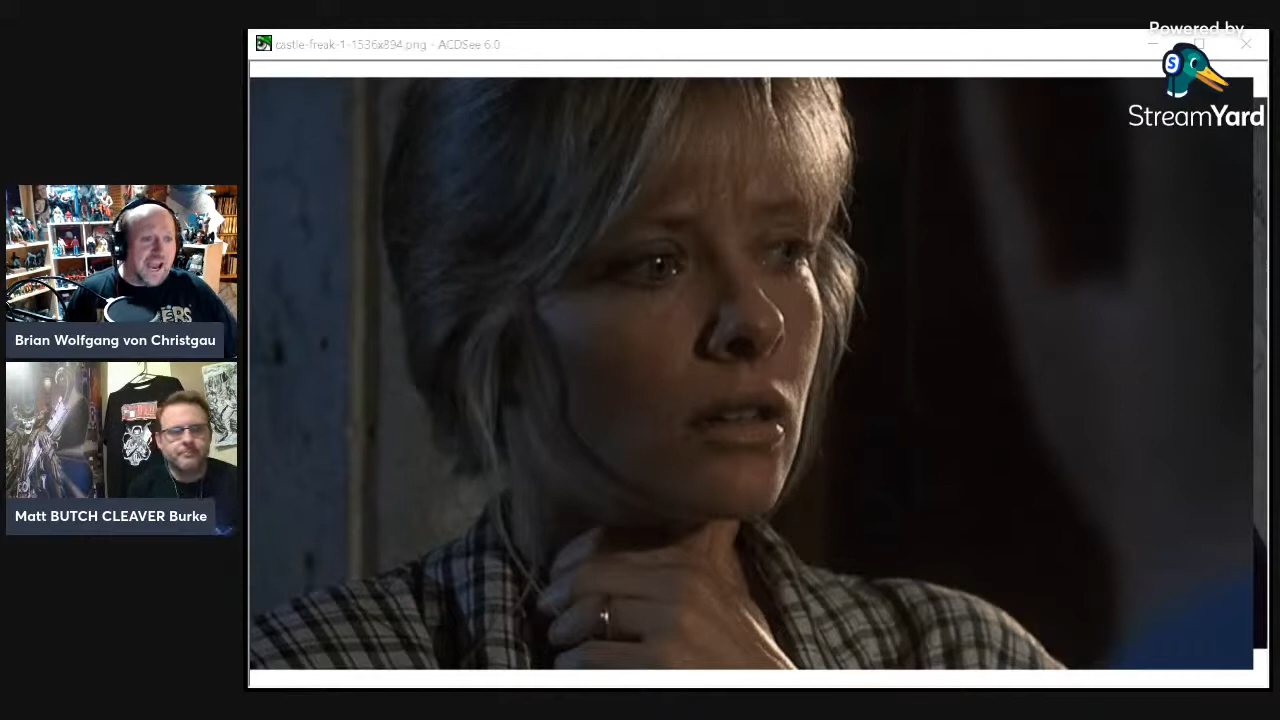 castle-freak-1-1536x894.png - ACDSee 6.0
Powered by
S
StreamYard
Brian Wolfgang von Christgau
Matt BUTCH CLEAVER Burke